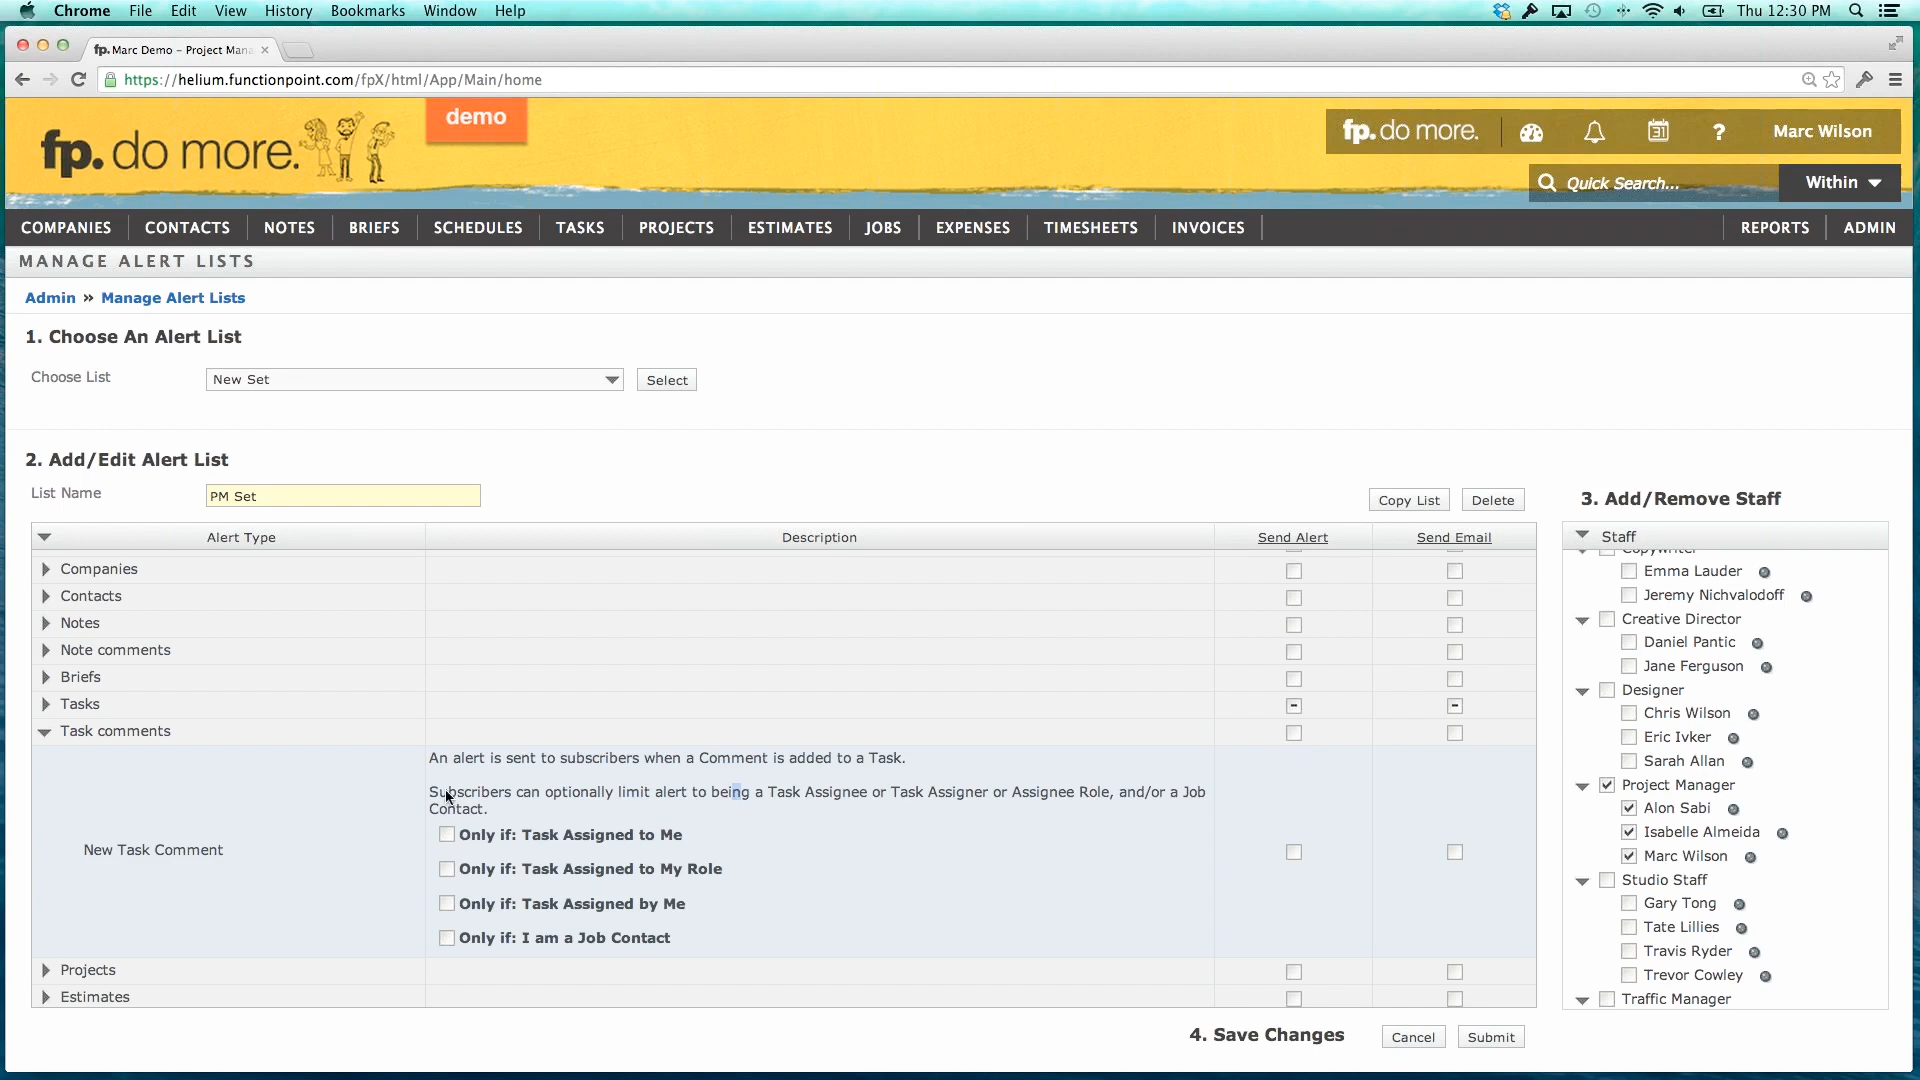 Chrome File Edit View History Bookmarks Window Help Thu 12:30 PM
fp. Marc Demo – Project Mana
https://helium.functionpoint.com/fpX/html/App/Main/home
demo
fp. do more.
fp. do more. 31 ? Marc Wilson
Quick Search... Within
COMPANIES CONTACTS NOTES BRIEFS SCHEDULES TASKS PROJECTS ESTIMATES JOBS EXPENSES TIMESHEETS INVOICES REPORTS ADMIN
MANAGE ALERT LISTS
Admin » Manage Alert Lists
1. Choose An Alert List
Choose List New Set Select
2. Add/Edit Alert List
List Name PM Set Copy List Delete
Alert Type Description Send Alert Send Email
Companies
Contacts
Notes
Note comments
Briefs
Tasks
Task comments
An alert is sent to subscribers when a Comment is added to a Task.
Subscribers can optionally limit alert to being a Task Assignee or Task Assigner or Assignee Role, and/or a Job
Contact.
New Task Comment
Only if: Task Assigned to Me
Only if: Task Assigned to My Role
Only if: Task Assigned by Me
Only if: I am a Job Contact
Projects
Estimates
3. Add/Remove Staff
Staff
Copywriter
Emma Lauder
Jeremy Nichvalodoff
Creative Director
Daniel Pantic
Jane Ferguson
Designer
Chris Wilson
Eric Ivker
Sarah Allan
Project Manager
Alon Sabi
Isabelle Almeida
Marc Wilson
Studio Staff
Gary Tong
Tate Lillies
Travis Ryder
Trevor Cowley
Traffic Manager
4. Save Changes Cancel Submit